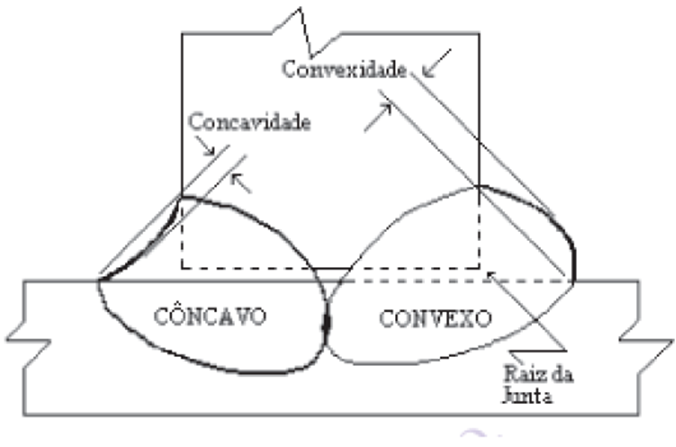 Convexidade
Concavidade
CÔNCAVO
CONVEXO
Raiz da
Junta